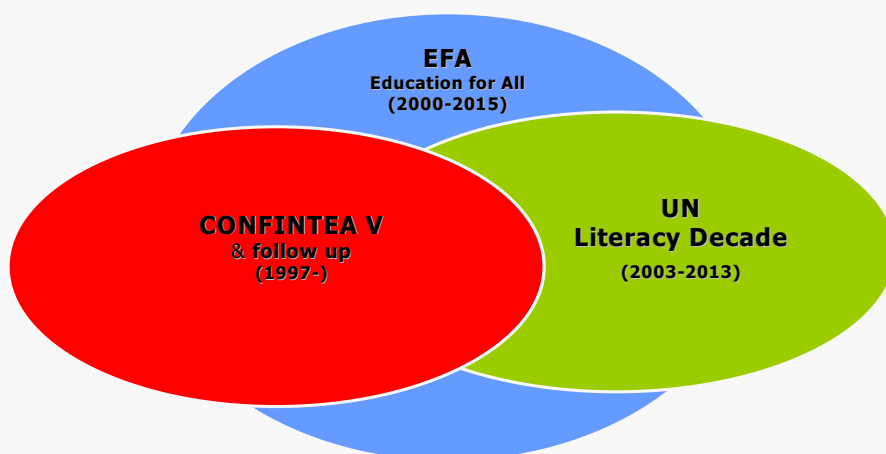 EFA
Education for All
(2000-2015)
CONFINTEA V
& follow up
(1997-)
UN
Literacy Decade
(2003-2013)